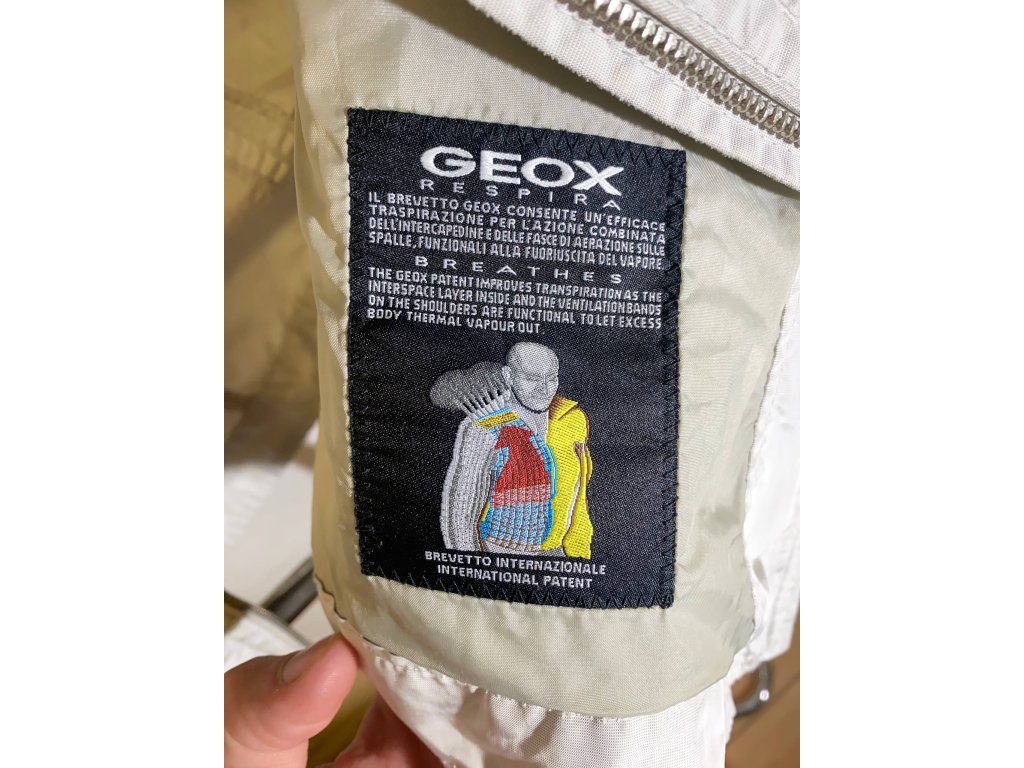 GEOX
RESPIRA
IL BREVETTO GEOX CONSENTE UN'EFFICACE
TRASPIRAZIONE PER L'AZIONE COMBINATA
DELL'INTERCAPEDINE E DELLE FASCE DI AERAZIONE SULLE
SPALLE, FUNZIONALI ALLA FUORIUSCITA DEL VAPORE
BREATHES
THE GEOX PATENT IMPROVES TRANSPIRATION AS THE
INTERSPACE LAYER INSIDE AND THE VENTILATION BANDS
ON THE SHOULDERS ARE FUNCTIONAL TO LET EXCESS
BODY THERMAL VAPOUR OUT.
BREVETTO INTERNAZIONALE
INTERNATIONAL PATENT